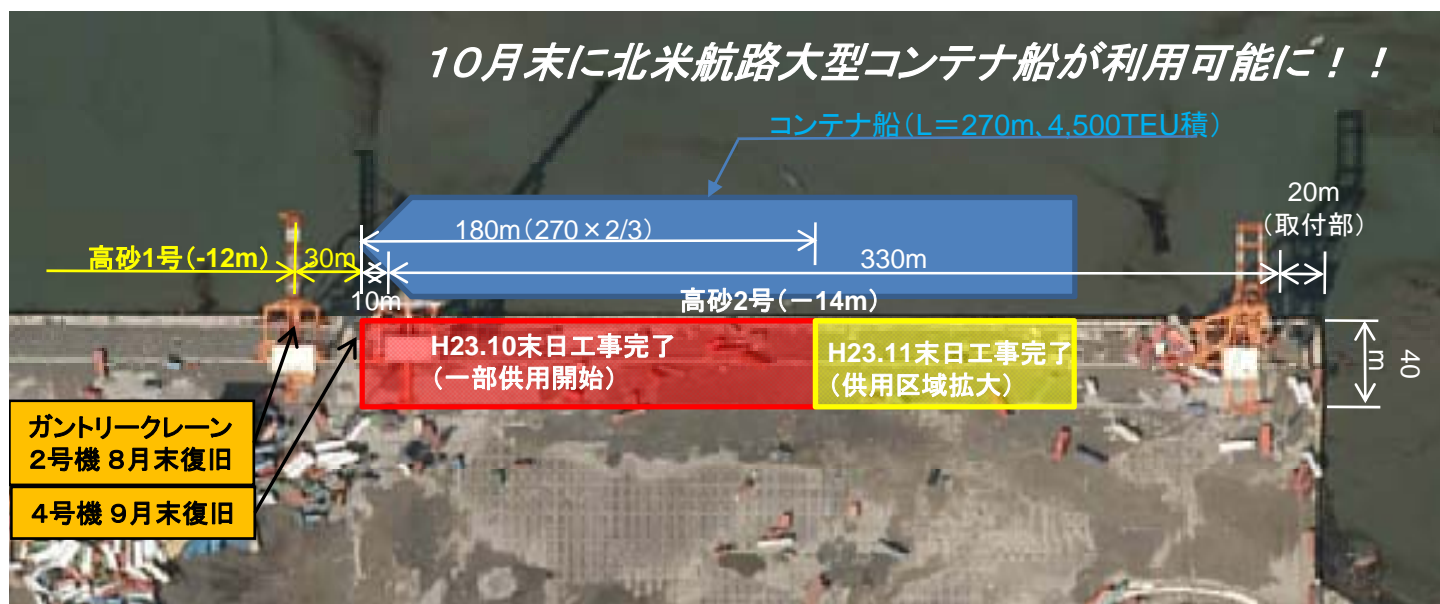 10月末に北米航路大型コンテナ船が利用可能に！！
コンテナ船(L＝270m、4,500TEU積)
20m
(取付部)
180m(270×2/3)
高砂1号(-12m)
30m
330m
10m
高砂2号(－14m)
H23.10末日工事完了
(一部供用開始)
H23.11末日工事完了
(供用区域拡大)
40
m
ガントリークレーン
2号機 8月末復旧
4号機 9月末復旧